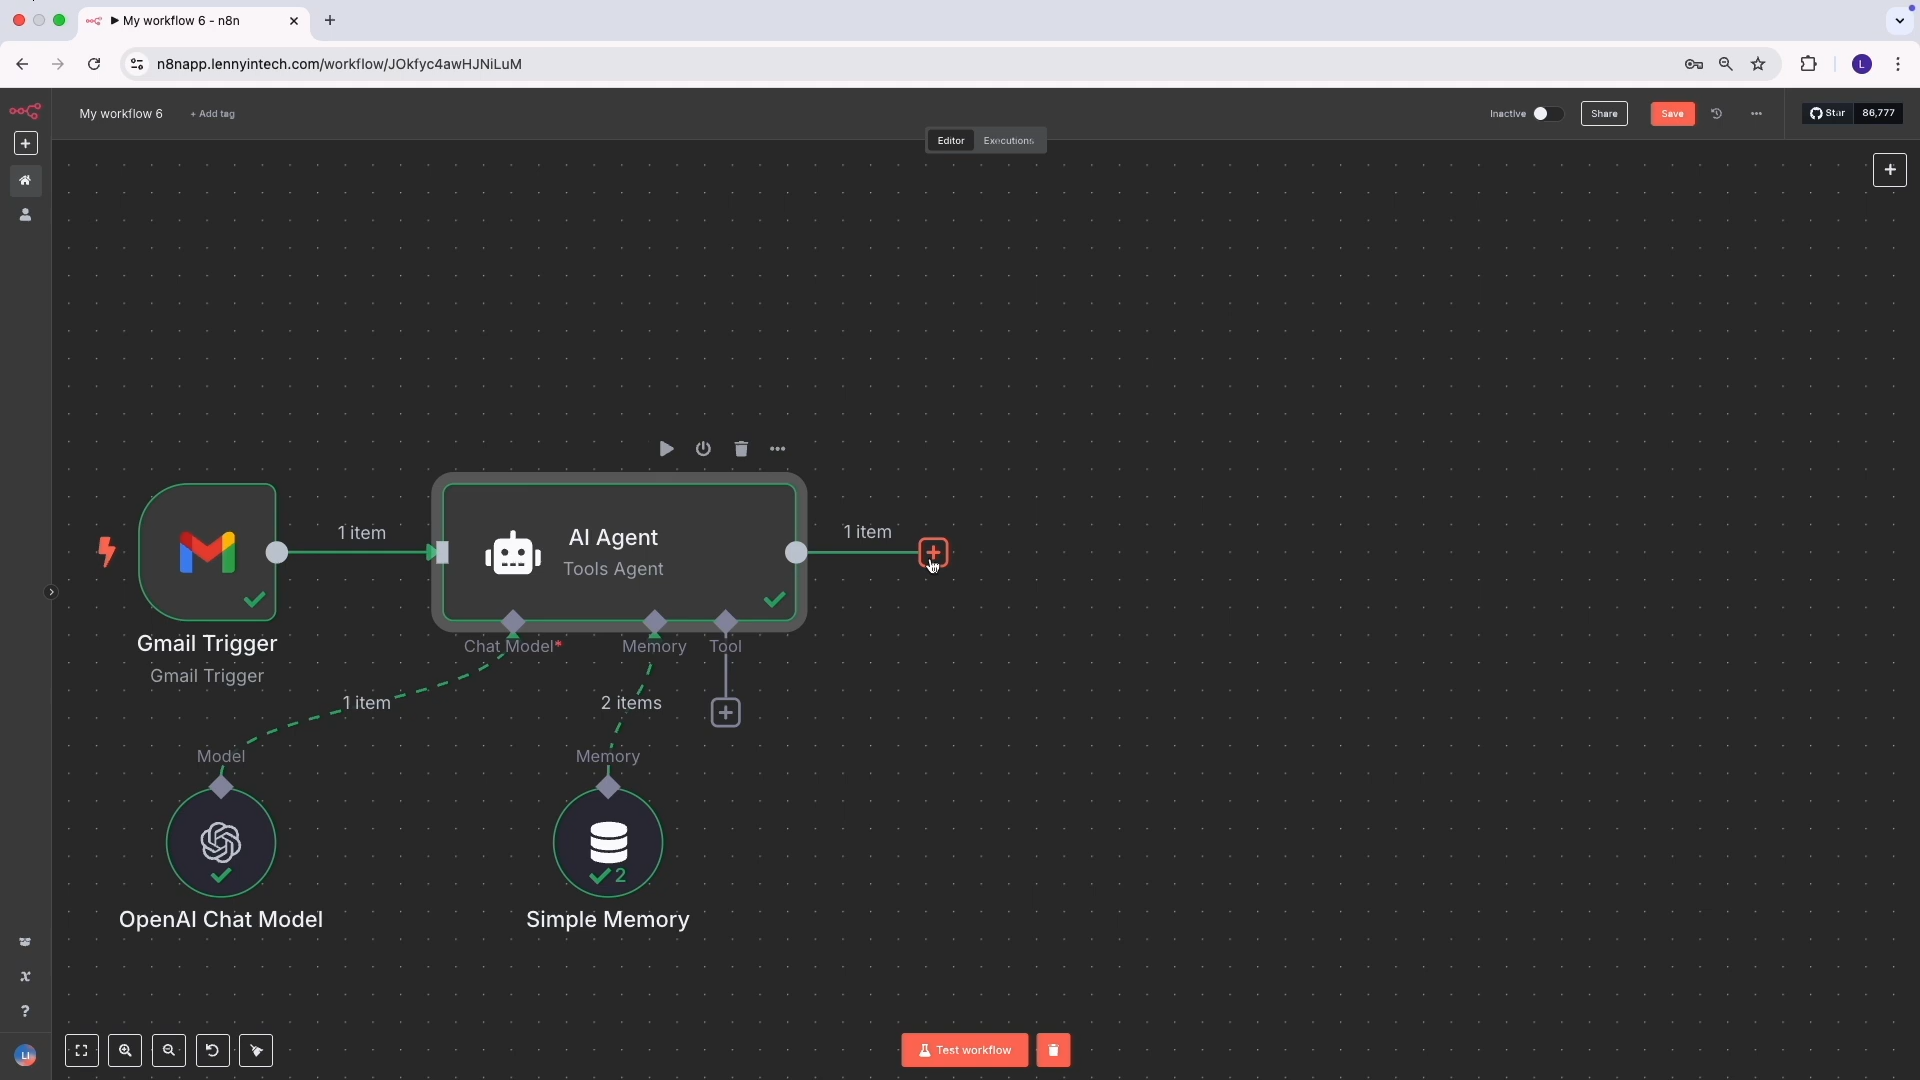 My workflow 6 - n8n
n8napp.lennyintech.com/workflow/JOkfyc4awHJNiLuM
L
My workflow 6
+ Add tag
Inactive
Share
Save
Star
86,777
Editor
Executions
1 item
AI Agent
Tools Agent
1 item
Gmail Trigger
Gmail Trigger
Chat Model*
Memory
Tool
1 item
2 items
Model
Memory
2
OpenAI Chat Model
Simple Memory
x
?
LI
Test workflow